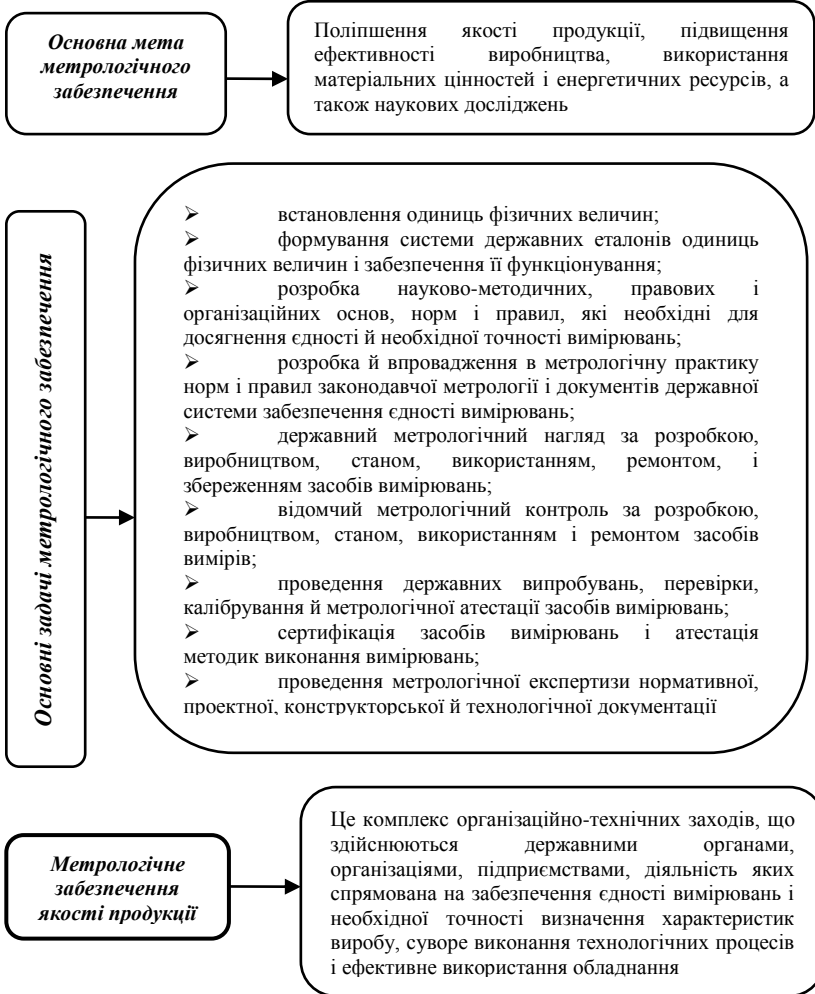 Основна мета
метрологічного
забезпечення
Поліпшення якості продукції, підвищення
ефективності виробництва, використання
матеріальних цінностей і енергетичних ресурсів, а
також наукових досліджень
Основні задачі метрологічного забезпечення
➢ встановлення одиниць фізичних величин;
➢ формування системи державних еталонів одиниць
фізичних величин і забезпечення її функціонування;
➢ розробка науково-методичних, правових і
організаційних основ, норм і правил, які необхідні для
досягнення єдності й необхідної точності вимірювань;
➢ розробка й впровадження в метрологічну практику
норм і правил законодавчої метрології і документів державної
системи забезпечення єдності вимірювань;
➢ державний метрологічний нагляд за розробкою,
виробництвом, станом, використанням, ремонтом, і
збереженням засобів вимірювань;
➢ відомчий метрологічний контроль за розробкою,
виробництвом, станом, використанням і ремонтом засобів
вимірів;
➢ проведення державних випробувань, перевірки,
калібрування й метрологічної атестації засобів вимірювань;
➢ сертифікація засобів вимірювань і атестація
методик виконання вимірювань;
➢ проведення метрологічної експертизи нормативної,
проектної, конструкторської й технологічної документації
Метрологічне
забезпечення
якості продукції
Це комплекс організаційно-технічних заходів, що
здійснюються державними органами,
організаціями, підприємствами, діяльність яких
спрямована на забезпечення єдності вимірювань і
необхідної точності визначення характеристик
виробу, суворе виконання технологічних процесів
і ефективне використання обладнання